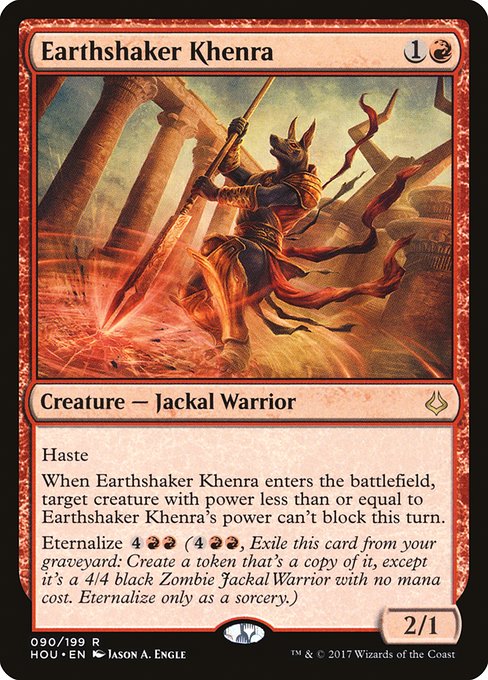 Earthshaker Khenra 1
Creature — Jackal Warrior
Haste
When Earthshaker Khenra enters the battlefield,
target creature with power less than or equal to
Earthshaker Khenra's power can't block this turn.
Eternalize 4 (4, Exile this card from your
graveyard: Create a token that's a copy of it, except
it's a 4/4 black Zombie Jackal Warrior with no mana
cost. Eternalize only as a sorcery.)
2/1
090/199 R
HOU • EN Jason A. Engle
™ & © 2017 Wizards of the Coast